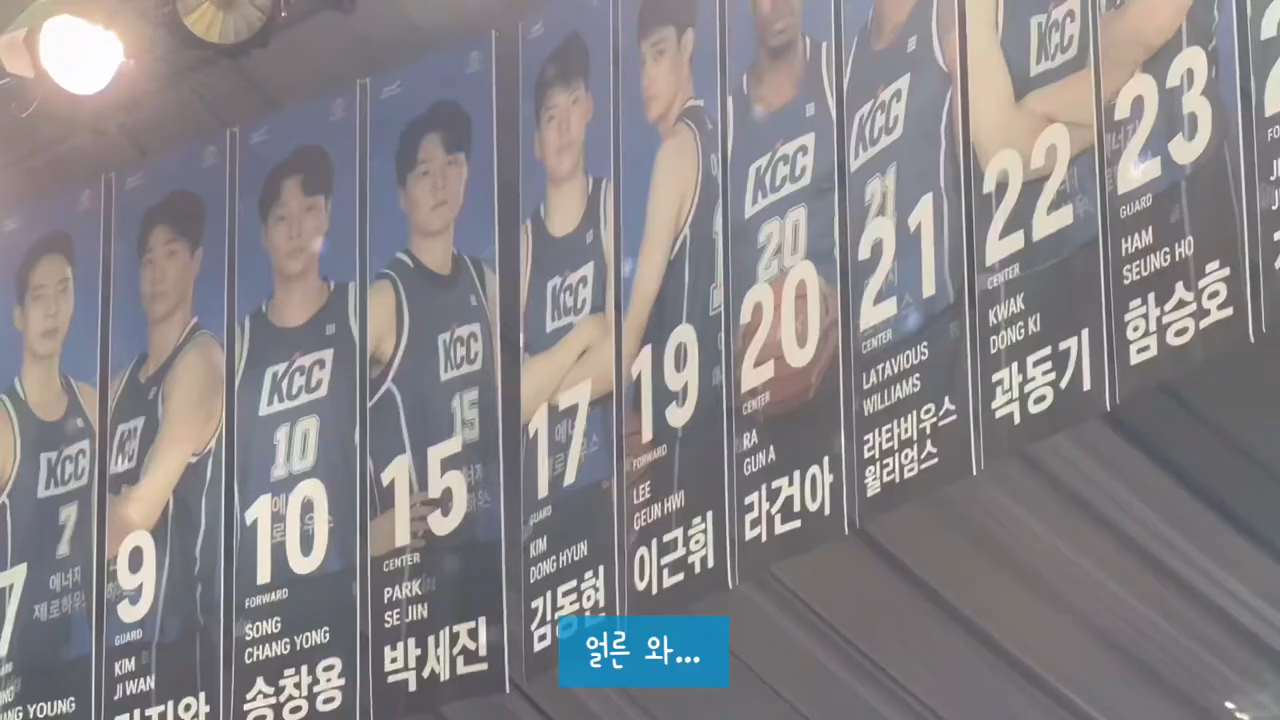 KCC
7
에너지
제로하우스
7
NG YOUNG
9
GUARD
KIM
JI WAN
KCC
10
10
FORWARD
SONG
CHANG YONG
송창용
KCC
15
15
CENTER
PARK
SE JIN
박세진
KCC
17
GUARD
KIM
DONG HYUN
김동현
19
FORWARD
LEE
GEUN HWI
이근휘
KCC
20
20
CENTER
RA
GUN A
라건아
KCC
21
21
CENTER
LATAVIOUS
WILLIAMS
라타비우스
윌리엄스
KCC
22
CENTER
KWAK
DONG KI
곽동기
23
GUARD
HAM
SEUNG HO
함승호
얼른 와...